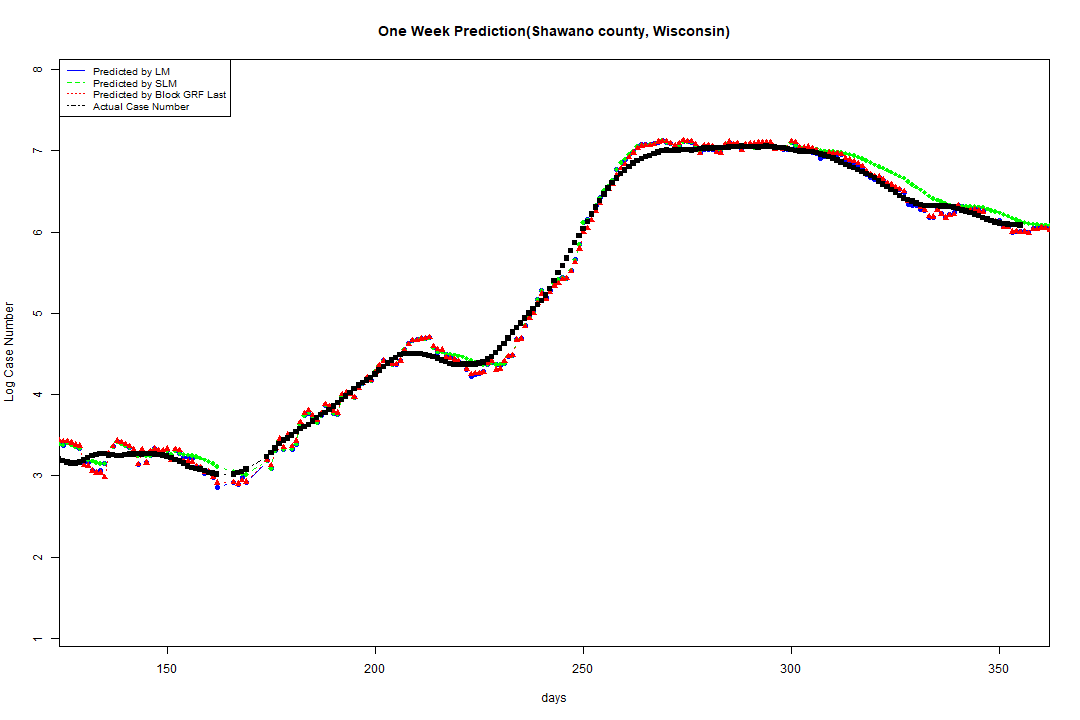 One Week Prediction(Shawano county, Wisconsin)
Predicted by LM
Predicted by SLM
Predicted by Block GRF Last
Actual Case Number
8
7
6
5
4
3
2
1
Log Case Number
150 200 250 300 350
days